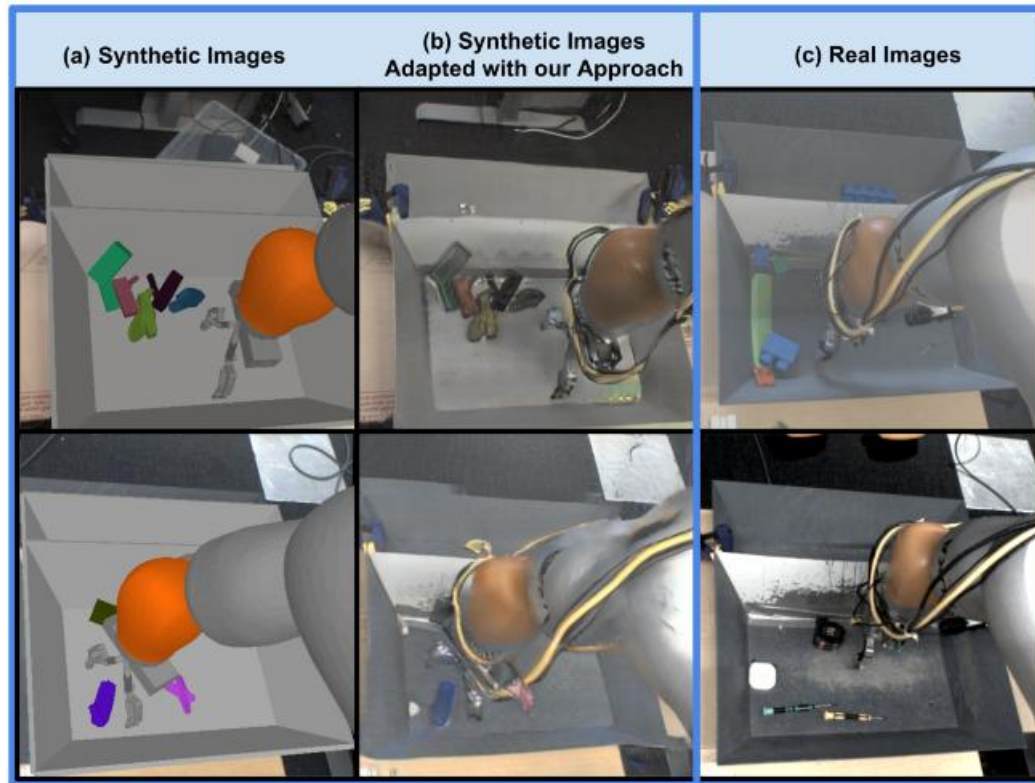 (a) Synthetic Images
(b) Synthetic Images
Adapted with our Approach
(c) Real Images